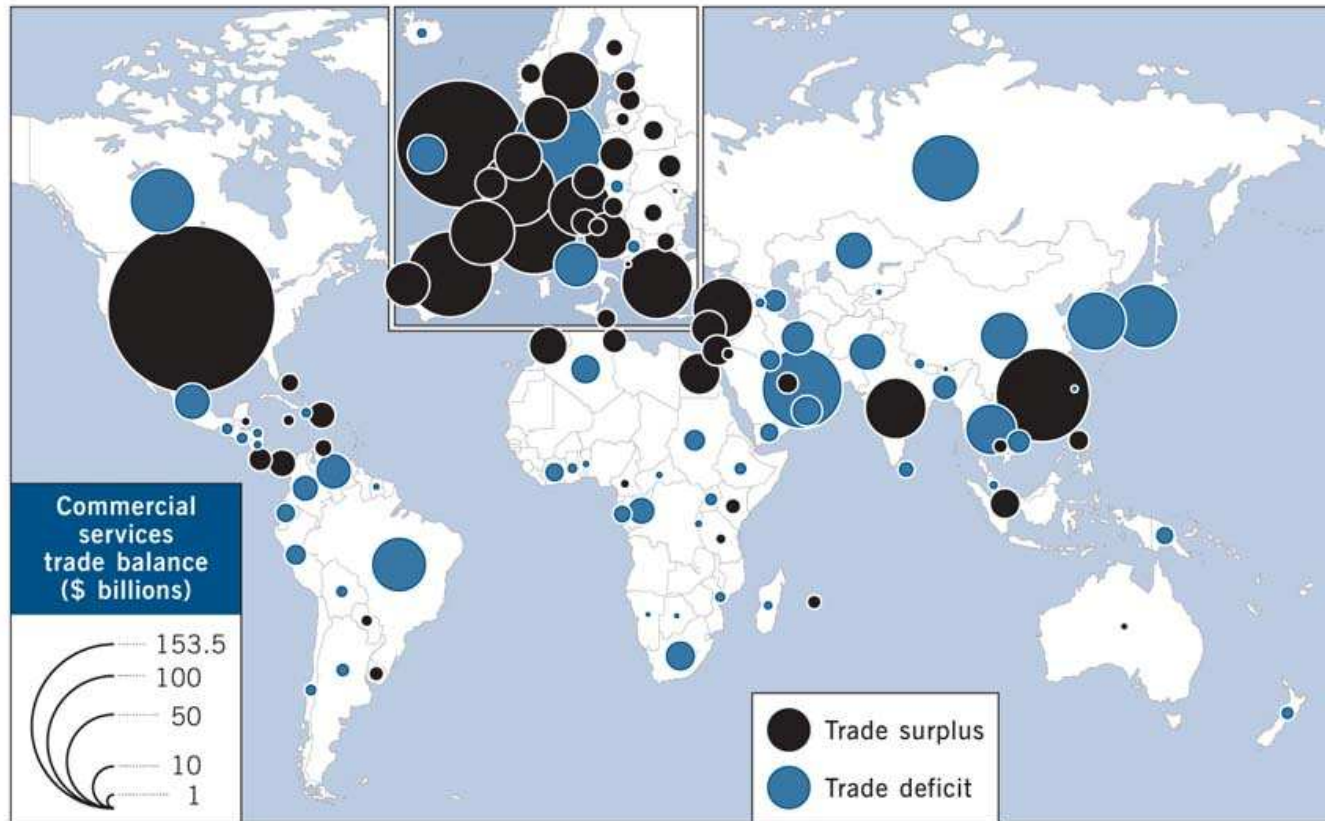 Commercial
services
trade balance
($ billions)
153.5
100
50
10
1
Trade surplus
Trade deficit